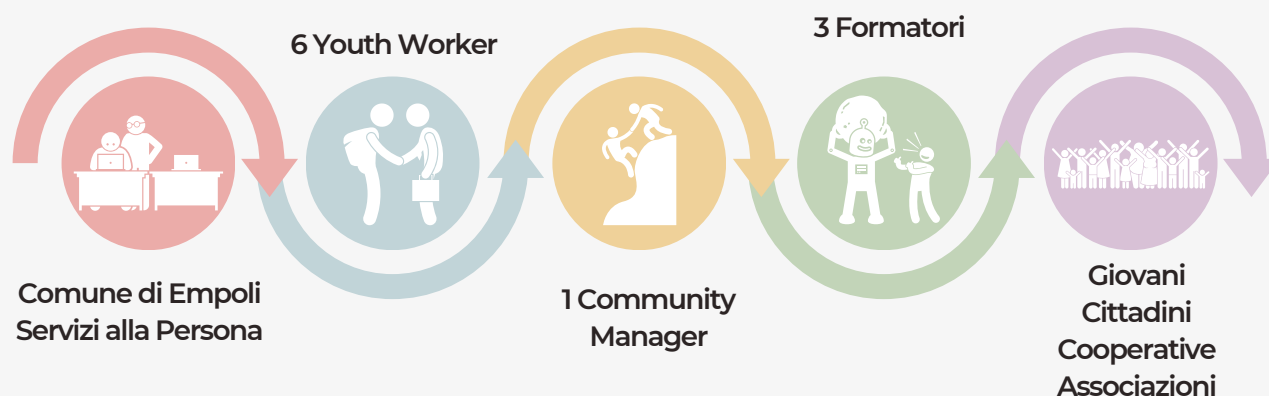 Comune di Empoli
Servizi alla Persona
6 Youth Worker
1 Community
Manager
3 Formatori
Giovani
Cittadini
Cooperative
Associazioni